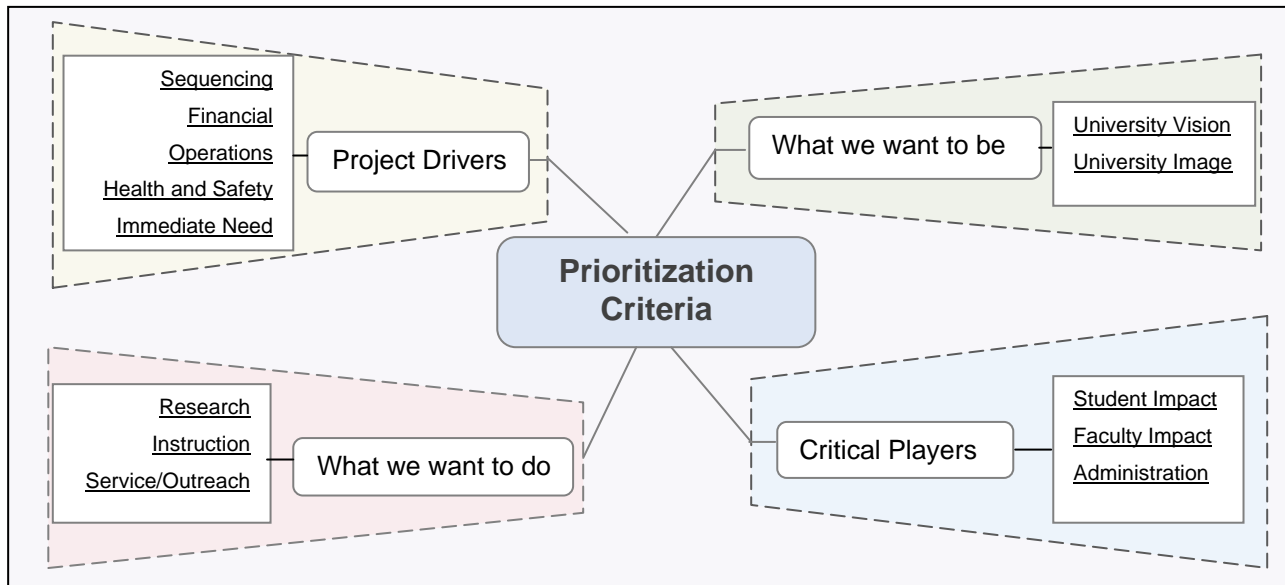 Sequencing
Financial
Operations
Health and Safety
Immediate Need
Project Drivers
What we want to be
University Vision
University Image
Prioritization
Criteria
Research
Instruction
Service/Outreach
What we want to do
Critical Players
Student Impact
Faculty Impact
Administration